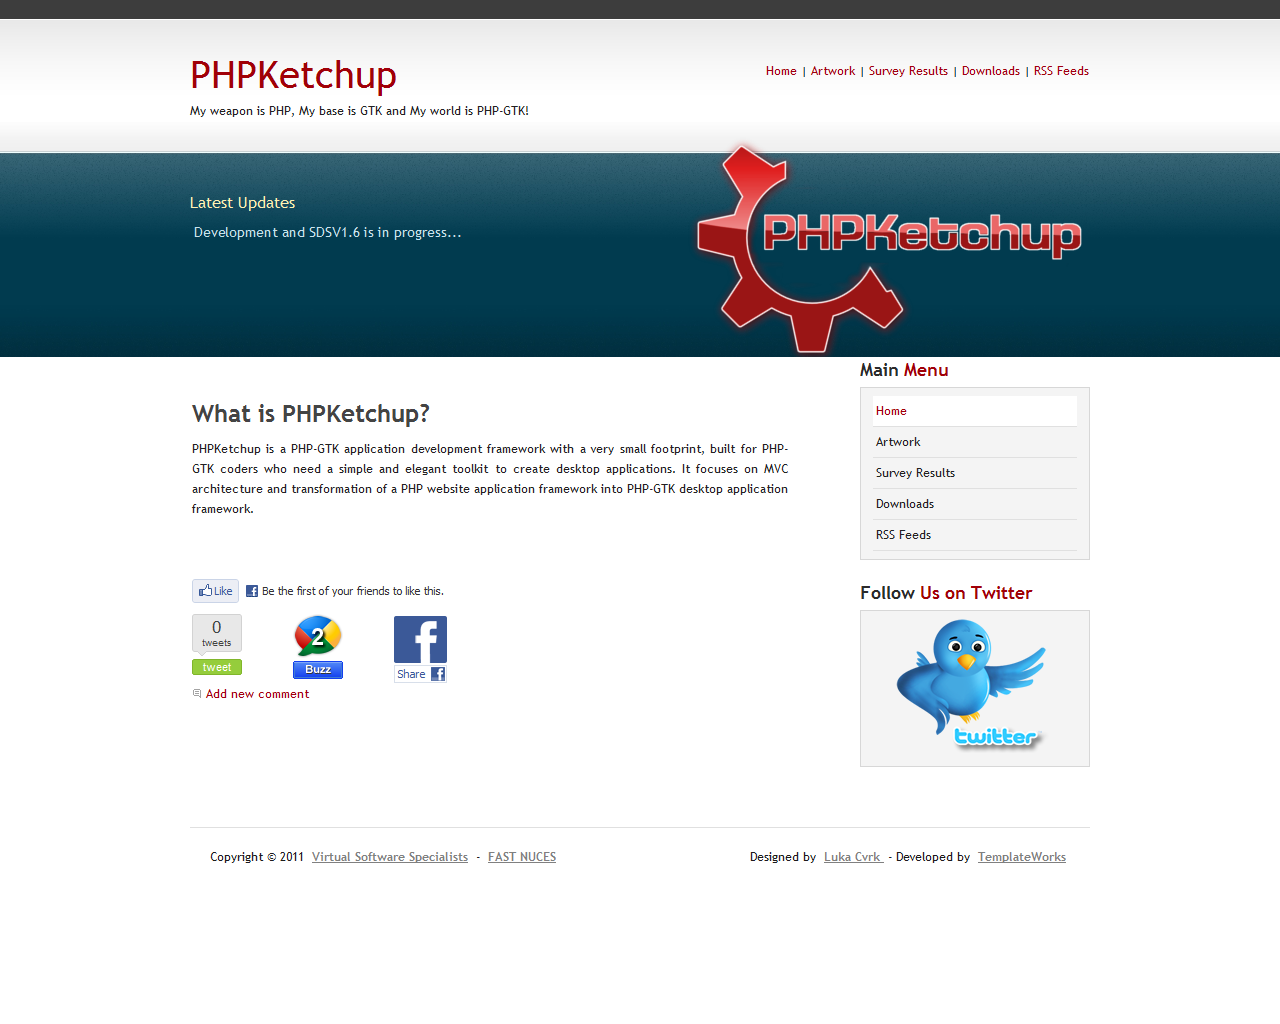 PHPKetchup
Home | Artwork | Survey Results | Downloads | RSS Feeds
My weapon is PHP, My base is GTK and My world is PHP-GTK!
Latest Updates
Development and SDSV1.6 is in progress...
PHPKetchup
Main Menu
Home
Artwork
Survey Results
Downloads
RSS Feeds
What is PHPKetchup?
PHPKetchup is a PHP-GTK application development framework with a very small footprint, built for PHP-
GTK coders who need a simple and elegant toolkit to create desktop applications. It focuses on MVC
architecture and transformation of a PHP website application framework into PHP-GTK desktop application
framework.
Like
f Be the first of your friends to like this.
0
tweets
tweet
2
Buzz
f
Share f
Add new comment
Follow Us on Twitter
twitter
Copyright © 2011 Virtual Software Specialists - FAST NUCES
Designed by Luka Cvrk - Developed by TemplateWorks